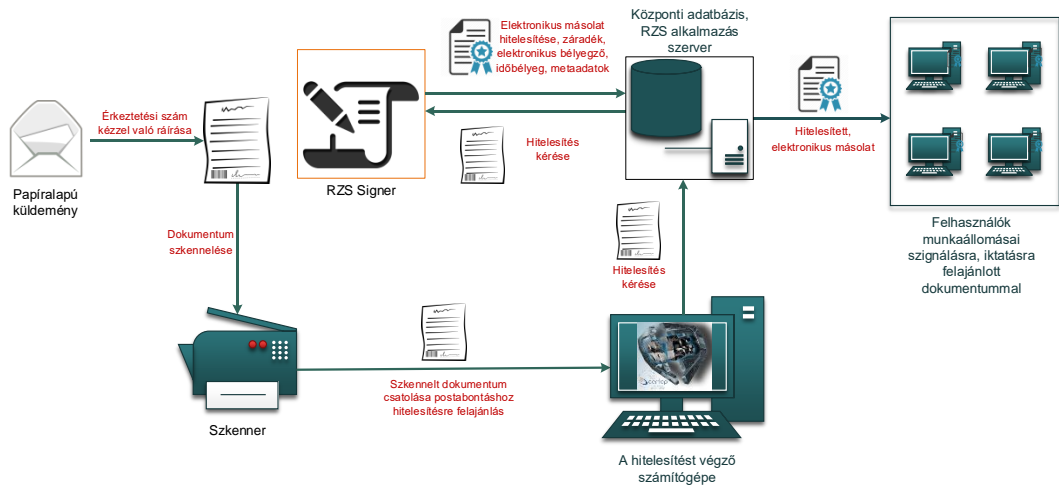 Elektronikus másolat
hitelesítése, záradék,
elektronikus bélyegző,
időbélyeg, metaadatok
Központi adatbázis,
RZS alkalmazás
szerver
Érkeztetési szám
kézzel való ráírása
Papíralapú
küldemény
RZS Signer
Hitelesítés
kérése
Hitelesített,
elektronikus másolat
Felhasználók
munkaállomásai
szignálásra, iktatásra
felajánlott
dokumentummal
Dokumentum
szkennelése
Hitelesítés
kérése
Szkennelt dokumentum
csatolása postabontáshoz
hitelesítésre felajánlás
Szkenner
A hitelesítést végző
számítógépe